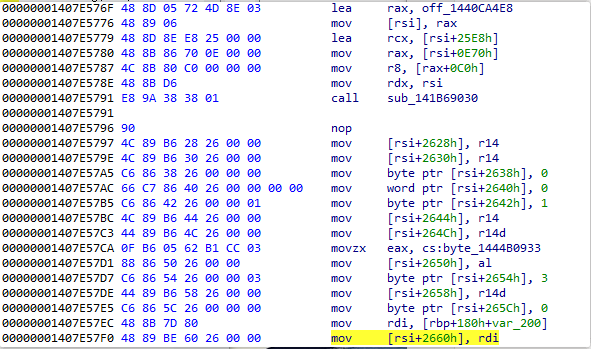 00000001407E576F 48 8D 05 72 4D 8E 03 lea rax, off_1440CA4E8
00000001407E5776 48 89 06 mov [rsi], rax
00000001407E5779 48 8D 8E E8 25 00 00 lea rcx, [rsi+25E8h]
00000001407E5780 48 8B 86 70 0E 00 00 mov rax, [rsi+0E70h]
00000001407E5787 4C 8B 80 C0 00 00 00 mov r8, [rax+0C0h]
00000001407E578E 48 8B D6 mov rdx, rsi
00000001407E5791 E8 9A 38 38 01 call sub_141B69030
00000001407E5791
00000001407E5796 90 nop
00000001407E5797 4C 89 B6 28 26 00 00 mov [rsi+2628h], r14
00000001407E579E 4C 89 B6 30 26 00 00 mov [rsi+2630h], r14
00000001407E57A5 C6 86 38 26 00 00 00 mov byte ptr [rsi+2638h], 0
00000001407E57AC 66 C7 86 40 26 00 00 00 00 mov word ptr [rsi+2640h], 0
00000001407E57B5 C6 86 42 26 00 00 01 mov byte ptr [rsi+2642h], 1
00000001407E57BC 4C 89 B6 44 26 00 00 mov [rsi+2644h], r14
00000001407E57C3 44 89 B6 4C 26 00 00 mov [rsi+264Ch], r14d
00000001407E57CA 0F B6 05 62 B1 CC 03 movzx eax, cs:byte_1444B0933
00000001407E57D1 88 86 50 26 00 00 mov [rsi+2650h], al
00000001407E57D7 C6 86 54 26 00 00 03 mov byte ptr [rsi+2654h], 3
00000001407E57DE 44 89 B6 58 26 00 00 mov [rsi+2658h], r14d
00000001407E57E5 C6 86 5C 26 00 00 00 mov byte ptr [rsi+265Ch], 0
00000001407E57EC 48 8B 7D 80 mov rdi, [rbp+180h+var_200]
00000001407E57F0 48 89 BE 60 26 00 00 mov [rsi+2660h], rdi